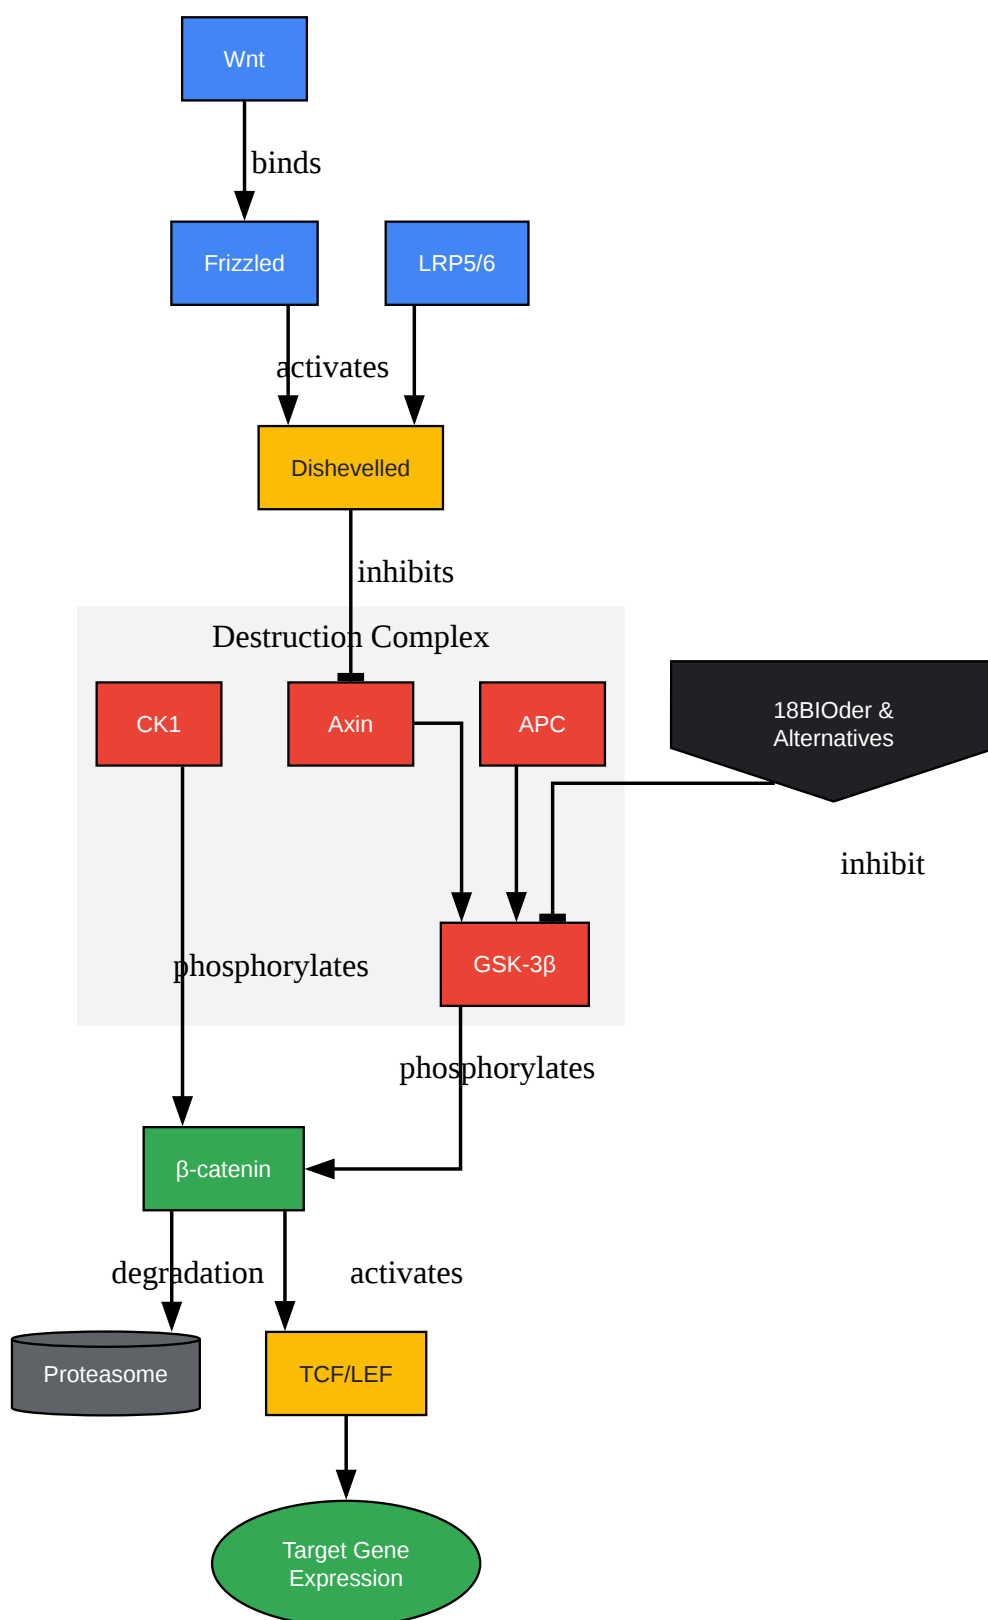 Wnt
binds
Frizzled
LRP5/6
activates
Dishevelled
inhibits
Destruction Complex
CK1
Axin
APC
18BIOder &
Alternatives
inhibit
phosphorylates
GSK-3β
phosphorylates
β-catenin
degradation
activates
Proteasome
TCF/LEF
Target Gene
Expression